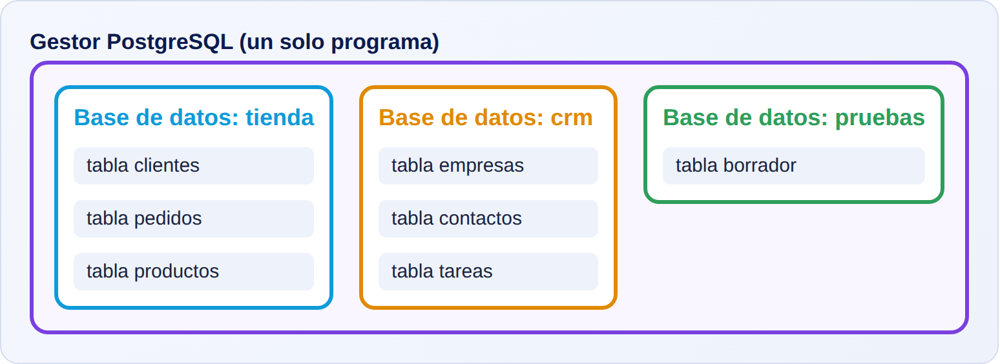 Gestor PostgreSQL (un solo programa)
Base de datos: tienda
tabla clientes
tabla pedidos
tabla productos
Base de datos: crm
tabla empresas
tabla contactos
tabla tareas
Base de datos: pruebas
tabla borrador